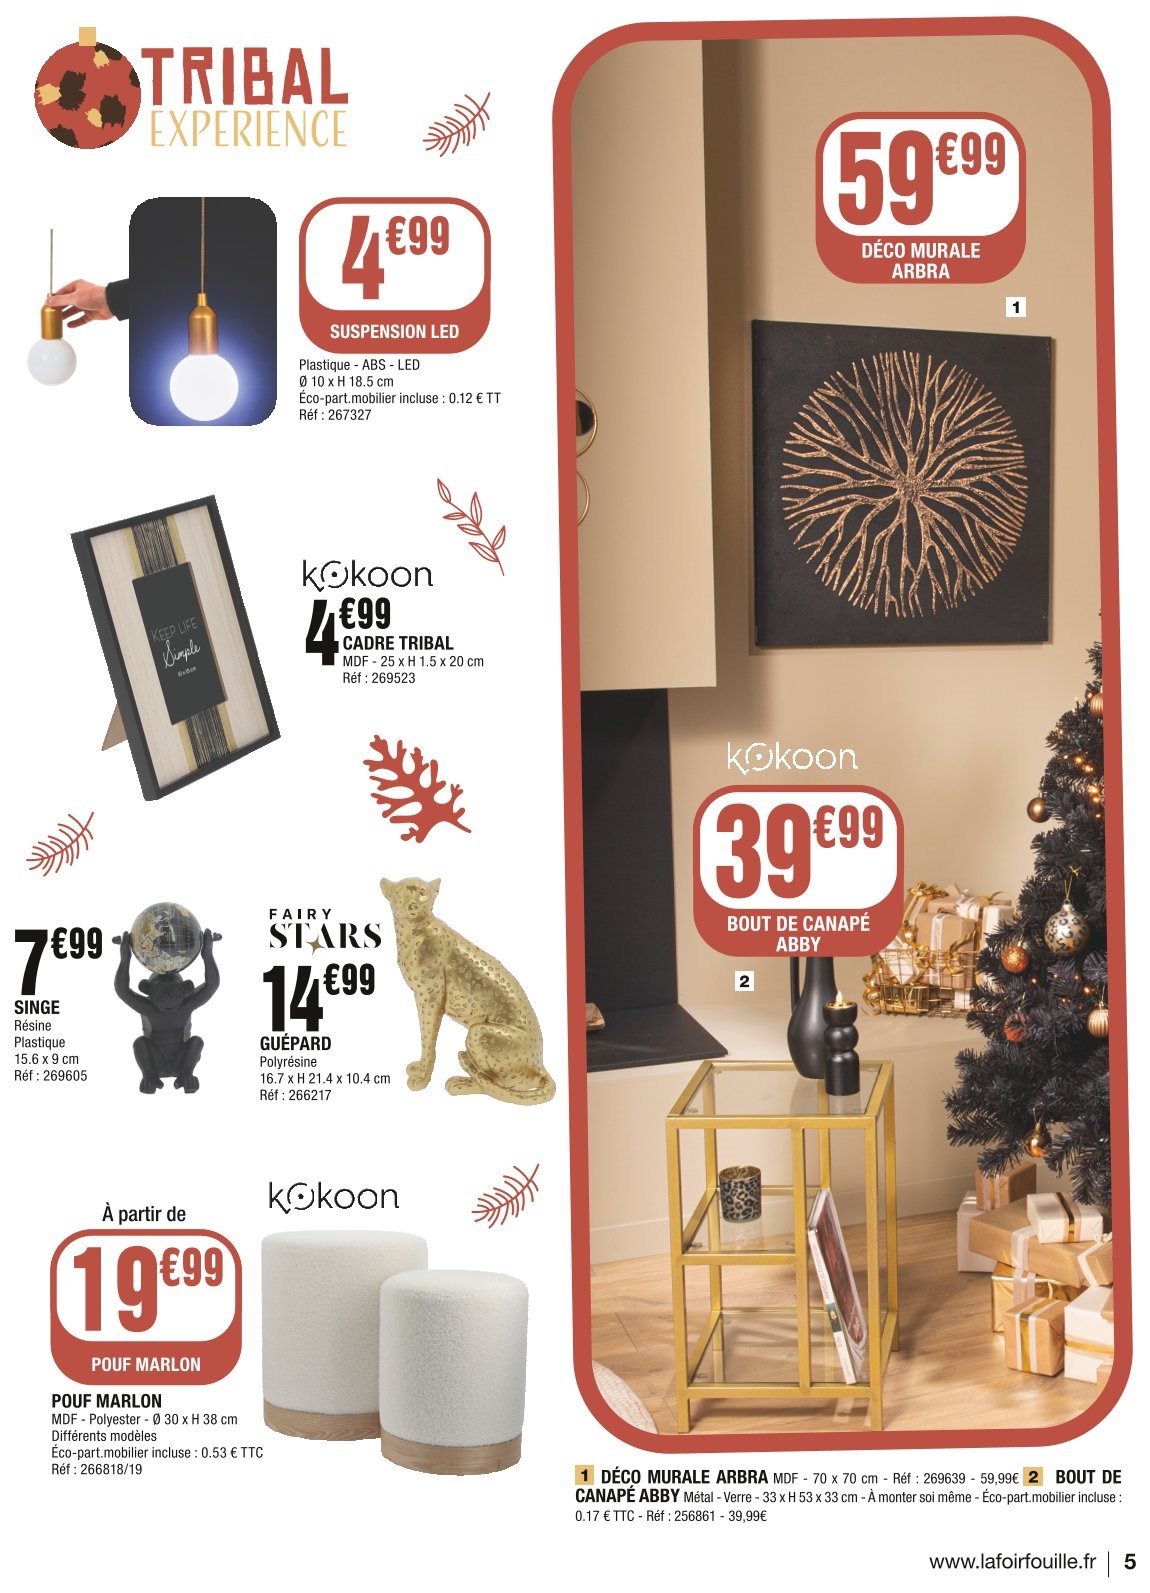 TRIBAL
EXPERIENCE
4€99
SUSPENSION LED
Plastique - ABS - LED
Ø 10 x H 18.5 cm
Éco-part.mobilier incluse : 0.12 € TT
Réf : 267327
kokoon
4€99
CADRE TRIBAL
MDF - 25 x H 1.5 x 20 cm
Réf : 269523
KEEP LIFE
Simple
7€99
SINGE
Résine
Plastique
15.6 x 9 cm
Réf : 269605
FAIRY
STARS
14€99
GUÉPARD
Polyrésine
16.7 x H 21.4 x 10.4 cm
Réf : 266217
À partir de
19€99
POUF MARLON
kokoon
POUF MARLON
MDF - Polyester - Ø 30 x H 38 cm
Différents modèles
Éco-part.mobilier incluse : 0.53 € TTC
Réf : 266818/19
59€99
DÉCO MURALE
ARBRA
1
kokoon
39€99
BOUT DE CANAPÉ
ABBY
2
1 DÉCO MURALE ARBRA MDF - 70 x 70 cm - Réf : 269639 - 59,99€ 2 BOUT DE
CANAPÉ ABBY Métal - Verre - 33 x H 53 x 33 cm - À monter soi même - Éco-part.mobilier incluse :
0.17 € TTC - Réf : 256861 - 39,99€
www.lafoirfouille.fr | 5